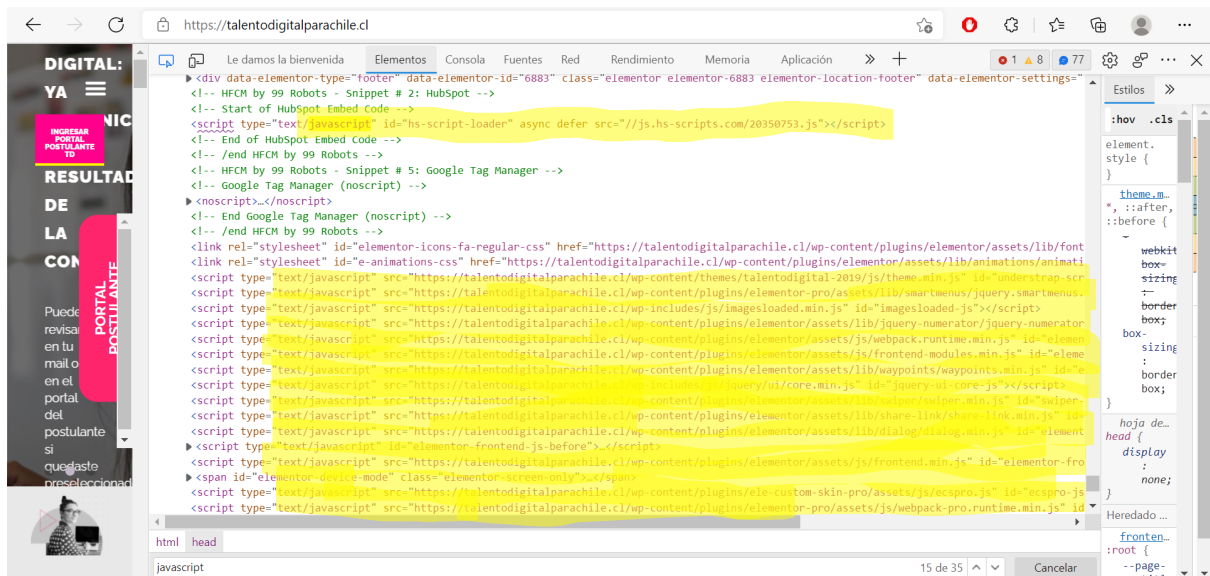 https://talentodigitalparachile.cl
DIGITAL:
YA
NIC
INGRESAR
PORTAL
POSTULANTE
TD
RESULTAD
DE
LA
CON
PORTAL
POSTULANTE
Puede
revisa
en tu
mail o
en el
portal
del
postulante
si
quedaste
preseleccionad
Le damos la bienvenida Elementos Consola Fuentes Red Rendimiento Memoria Aplicación 1 8 77
<div data-elementor-type="footer" data-elementor-id="6883" class="elementor elementor-6883 elementor-location-footer" data-elementor-settings="
<!-- HFCM by 99 Robots - Snippet # 2: HubSpot -->
<!-- Start of HubSpot Embed Code -->
<script type="text/javascript" id="hs-script-loader" async defer src="//js.hs-scripts.com/20350753.js"></script>
<!-- End of HubSpot Embed Code -->
<!-- /end HFCM by 99 Robots -->
<!-- HFCM by 99 Robots - Snippet # 5: Google Tag Manager -->
<!-- Google Tag Manager (noscript) -->
<noscript>…</noscript>
<!-- End Google Tag Manager (noscript) -->
<!-- /end HFCM by 99 Robots -->
<link rel="stylesheet" id="elementor-icons-fa-regular-css" href="https://talentodigitalparachile.cl/wp-content/plugins/elementor/assets/lib/font
<link rel="stylesheet" id="e-animations-css" href="https://talentodigitalparachile.cl/wp-content/plugins/elementor/assets/lib/animations/animati
<script type="text/javascript" src="https://talentodigitalparachile.cl/wp-content/themes/talentodigital-2019/js/theme.min.js" id="understrap-scr
<script type="text/javascript" src="https://talentodigitalparachile.cl/wp-content/plugins/elementor-pro/assets/lib/smartmenus/jquery.smartmenus.
<script type="text/javascript" src="https://talentodigitalparachile.cl/wp-includes/js/imagesloaded.min.js" id="imagesloaded-js"></script>
<script type="text/javascript" src="https://talentodigitalparachile.cl/wp-content/plugins/elementor/assets/lib/jquery-numerator/jquery-numerator
<script type="text/javascript" src="https://talentodigitalparachile.cl/wp-content/plugins/elementor/assets/js/webpack.runtime.min.js" id="elemen
<script type="text/javascript" src="https://talentodigitalparachile.cl/wp-content/plugins/elementor/assets/js/frontend-modules.min.js" id="eleme
<script type="text/javascript" src="https://talentodigitalparachile.cl/wp-content/plugins/elementor/assets/lib/waypoints/waypoints.min.js" id="e
<script type="text/javascript" src="https://talentodigitalparachile.cl/wp-includes/js/jquery/ui/core.min.js" id="jquery-ui-core-js"></script>
<script type="text/javascript" src="https://talentodigitalparachile.cl/wp-content/plugins/elementor/assets/lib/swiper/swiper.min.js" id="swiper-
<script type="text/javascript" src="https://talentodigitalparachile.cl/wp-content/plugins/elementor/assets/lib/share-link/share-link.min.js" id=
<script type="text/javascript" src="https://talentodigitalparachile.cl/wp-content/plugins/elementor/assets/lib/dialog/dialog.min.js" id="element
<script type="text/javascript" id="elementor-frontend-js-before">…</script>
<script type="text/javascript" src="https://talentodigitalparachile.cl/wp-content/plugins/elementor/assets/js/frontend.min.js" id="elementor-fro
<span id="elementor-device-mode" class="elementor-screen-only">…</span>
<script type="text/javascript" src="https://talentodigitalparachile.cl/wp-content/plugins/ele-custom-skin-pro/assets/js/ecspro.js" id="ecspro-js
<script type="text/javascript" src="https://talentodigitalparachile.cl/wp-content/plugins/elementor-pro/assets/js/webpack-pro.runtime.min.js" id
html head
javascript 15 de 35 Cancelar
Estilos
:hov .cls
element.
style {
}
theme.m…
*, ::after,
::before {
webkit
box-
sizing
:
border
box;
box-
sizing
:
border
box;
}
hoja de…
head {
display
:
none;
}
Heredado ...
fronten…
:root {
--page-